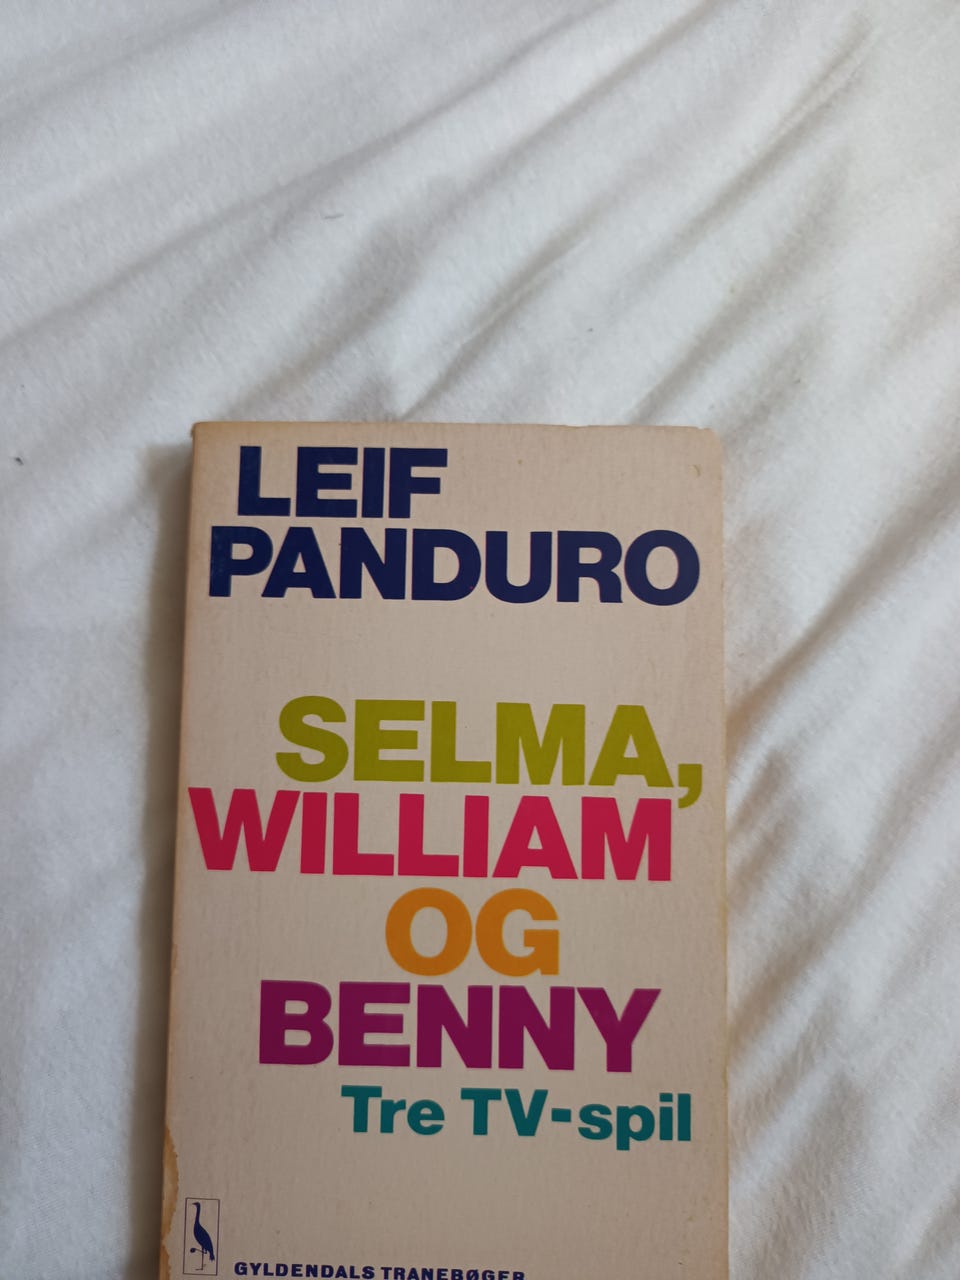 LEIF
PANDURO
SELMA,
WILLIAM
OG
BENNY
Tre TV-spil
GYLDENDALS TRANEBØGER